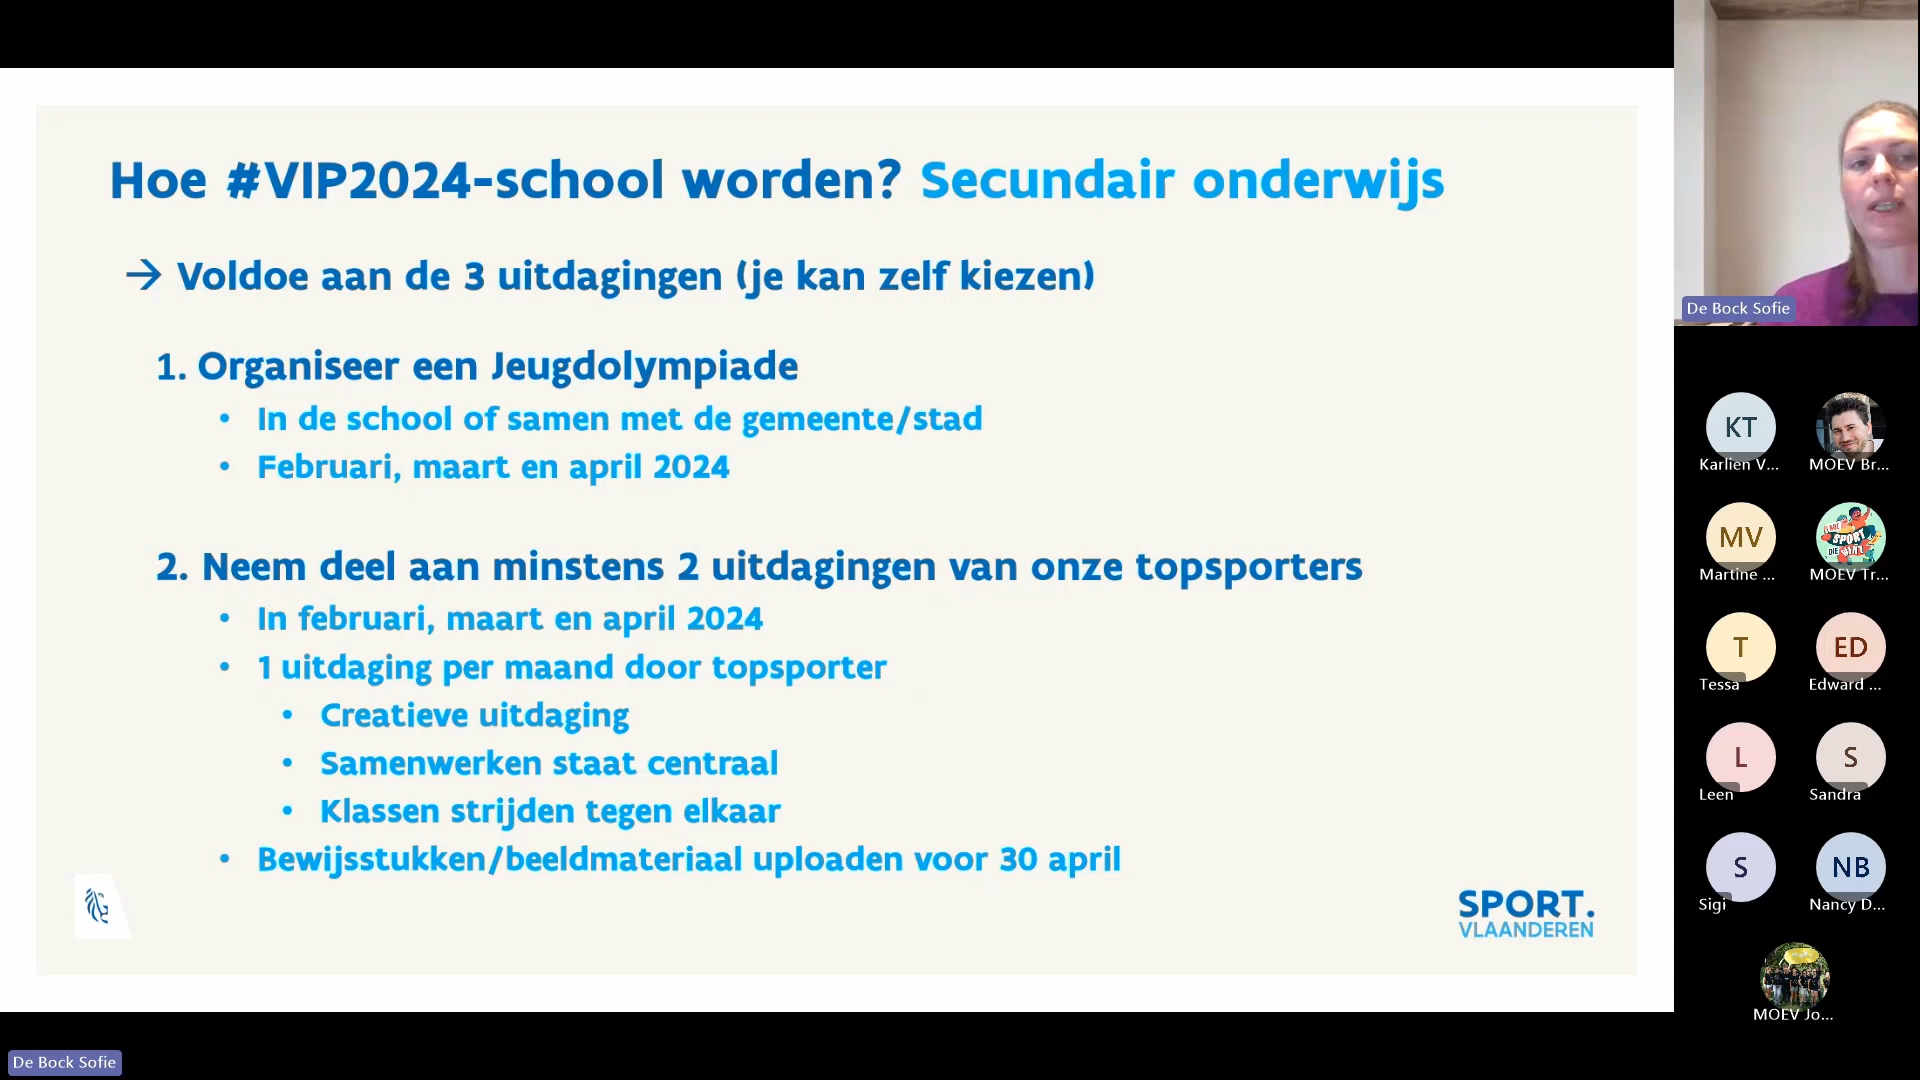 Hoe #VIP2024-school worden? Secundair onderwijs
→ Voldoe aan de 3 uitdagingen (je kan zelf kiezen)
1. Organiseer een Jeugdolympiade
• In de school of samen met de gemeente/stad
• Februari, maart en april 2024
2. Neem deel aan minstens 2 uitdagingen van onze topsporters
• In februari, maart en april 2024
• 1 uitdaging per maand door topsporter
• Creatieve uitdaging
• Samenwerken staat centraal
• Klassen strijden tegen elkaar
• Bewijsstukken/beeldmateriaal uploaden voor 30 april
SPORT.
VLAANDEREN
De Bock Sofie
De Bock Sofie
KT
Karlien V...
MOEV Br...
MV
Martine ...
SPORT
DIE
MOEV Tr...
T
Tessa
ED
Edward ...
L
Leen
S
Sandra
S
Sigi
NB
Nancy D...
MOEV Jo...